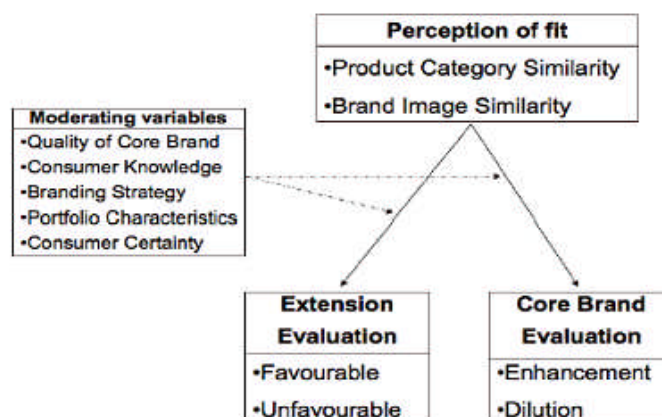 Perception of fit
•Product Category Similarity
•Brand Image Similarity
Moderating variables
•Quality of Core Brand
•Consumer Knowledge
•Branding Strategy
•Portfolio Characteristics
•Consumer Certainty
Extension
Evaluation
•Favourable
•Unfavourable
Core Brand
Evaluation
•Enhancement
•Dilution